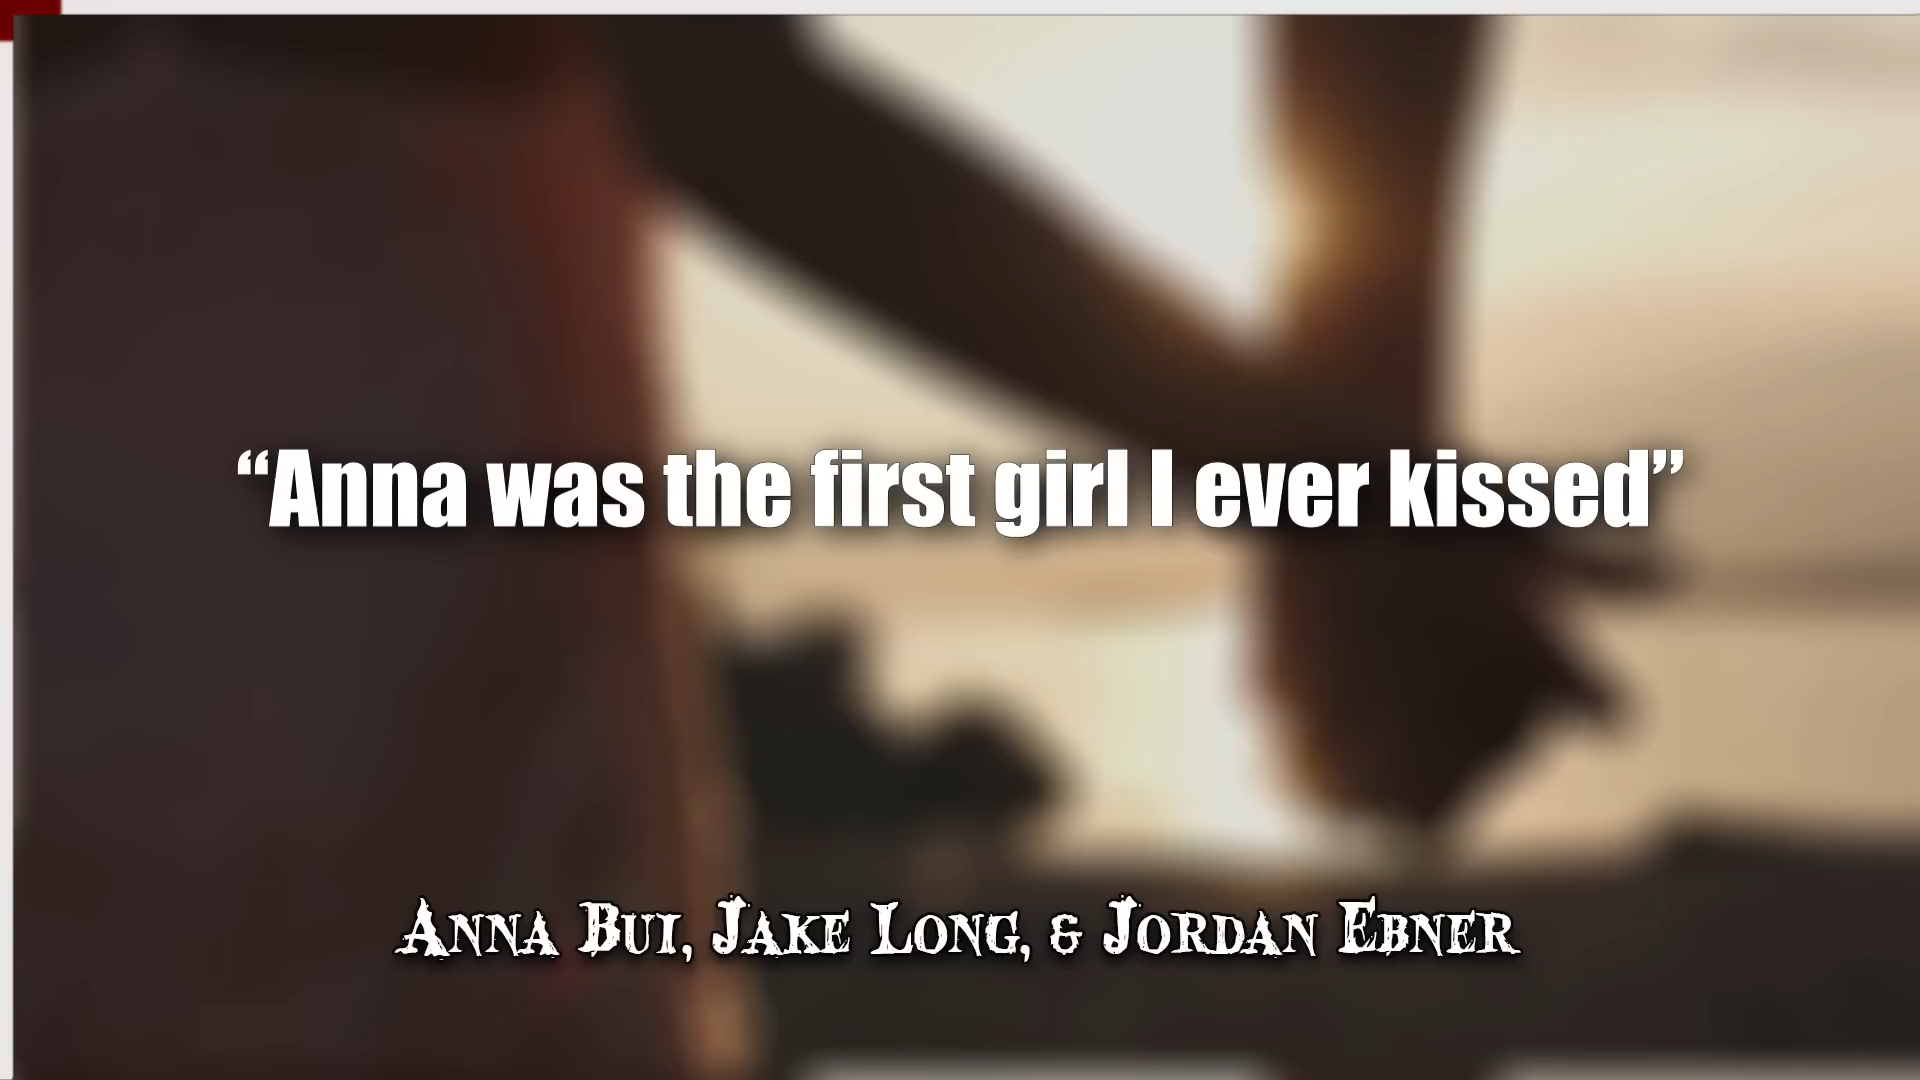 “Anna was the first girl I ever kissed”
Anna Bui, Jake Long, & Jordan Ebner